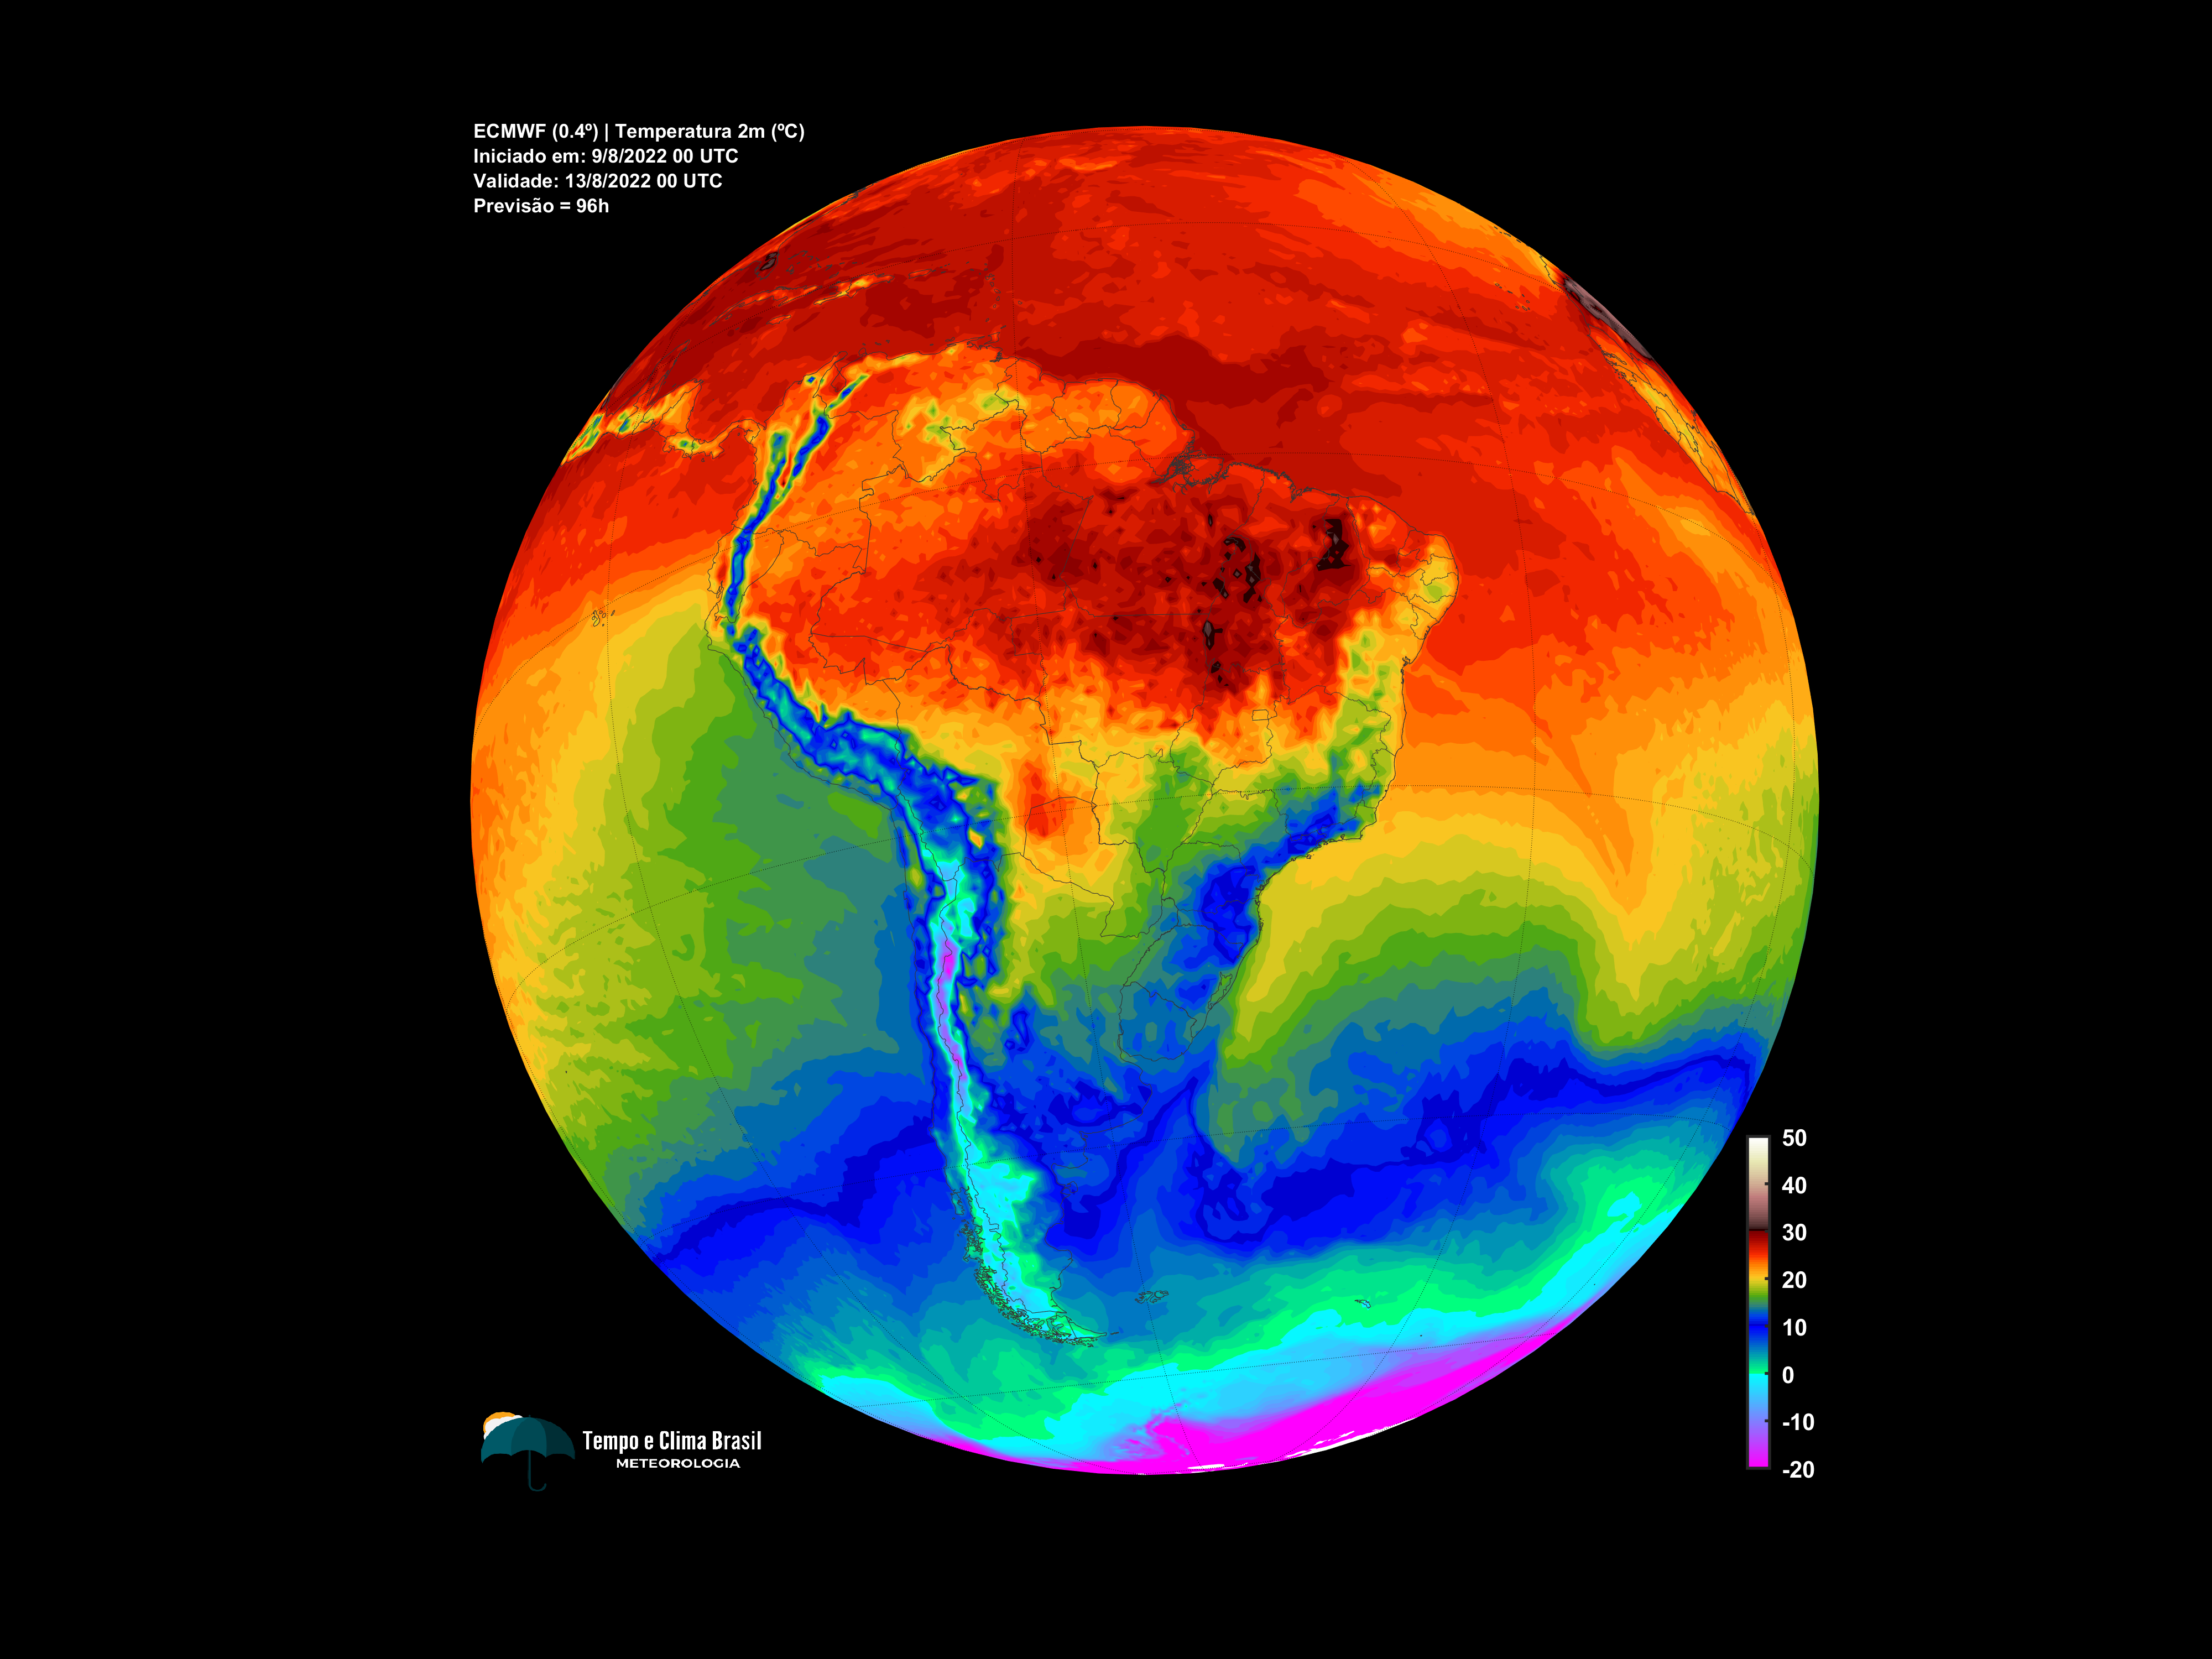 ECMWF (0.4º) | Temperatura 2m (ºC)
Iniciado em: 9/8/2022 00 UTC
Validade: 13/8/2022 00 UTC
Previsão = 96h
50
40
30
20
10
0
-10
-20
Tempo e Clima Brasil
METEOROLOGIA